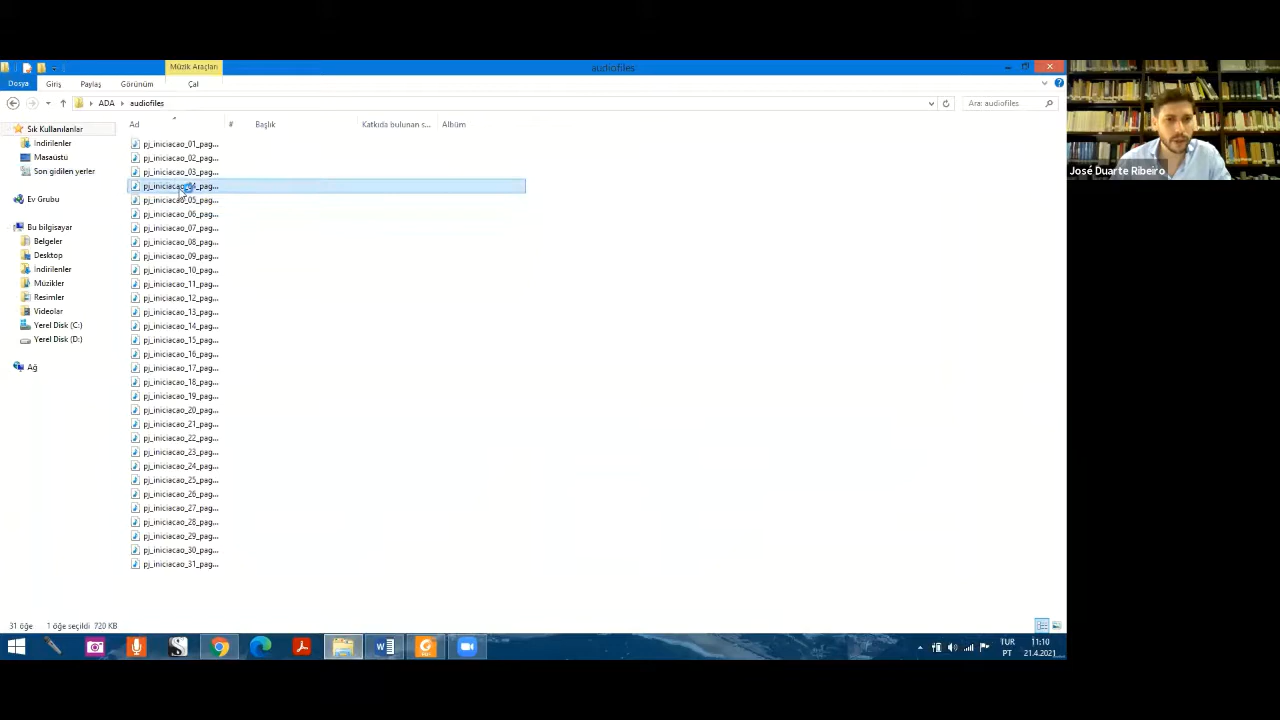 Müzik Araçları
audiofiles
Dosya Giriş Paylaş Görünüm Çal
ADA audiofiles
Ara: audiofiles
Ad # Başlık Katkıda bulunan s... Albüm
Sık Kullanılanlar
İndirilenler
Masaüstü
Son gidilen yerler
Ev Grubu
Bu bilgisayar
Belgeler
Desktop
İndirilenler
Müzikler
Resimler
Videolar
Yerel Disk (C:)
Yerel Disk (D:)
Ağ
pj_iniciacao_01_pag...
pj_iniciacao_02_pag...
pj_iniciacao_03_pag...
pj_iniciacao_04_pag...
pj_iniciacao_05_pag...
pj_iniciacao_06_pag...
pj_iniciacao_07_pag...
pj_iniciacao_08_pag...
pj_iniciacao_09_pag...
pj_iniciacao_10_pag...
pj_iniciacao_11_pag...
pj_iniciacao_12_pag...
pj_iniciacao_13_pag...
pj_iniciacao_14_pag...
pj_iniciacao_15_pag...
pj_iniciacao_16_pag...
pj_iniciacao_17_pag...
pj_iniciacao_18_pag...
pj_iniciacao_19_pag...
pj_iniciacao_20_pag...
pj_iniciacao_21_pag...
pj_iniciacao_22_pag...
pj_iniciacao_23_pag...
pj_iniciacao_24_pag...
pj_iniciacao_25_pag...
pj_iniciacao_26_pag...
pj_iniciacao_27_pag...
pj_iniciacao_28_pag...
pj_iniciacao_29_pag...
pj_iniciacao_30_pag...
pj_iniciacao_31_pag...
José Duarte Ribeiro
31 öğe 1 öğe seçildi 720 KB
TUR 11:10
PT 21.4.2021